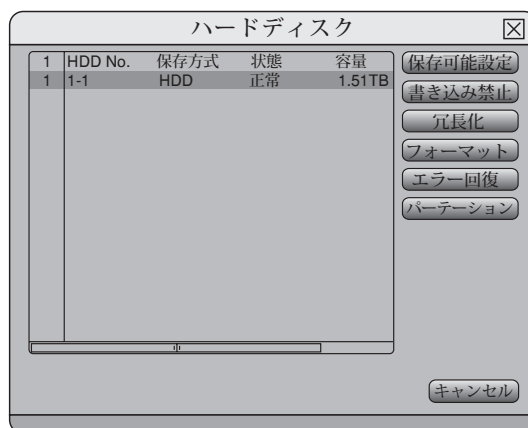 ハードディスク
1 HDD No. 保存方式 状態 容量
1 1-1 HDD 正常 1.51TB
保存可能設定
書き込み禁止
冗長化
フォーマット
エラー回復
パーテーション
キャンセル